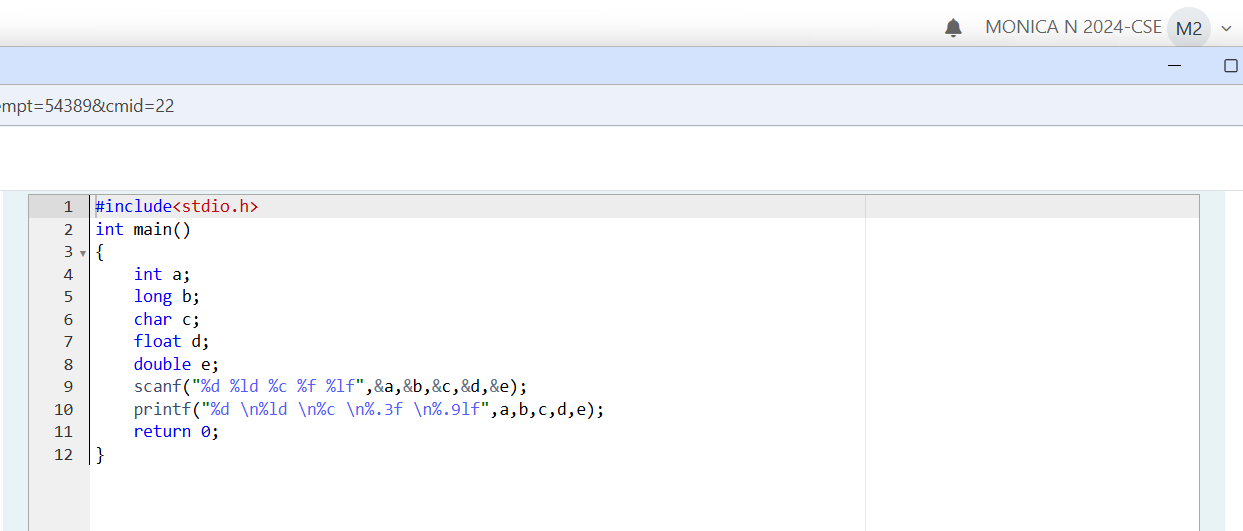 MONICA N 2024-CSE M2
empt=54389&cmid=22
1 #include<stdio.h>
2 int main()
3 {
4     int a;
5     long b;
6     char c;
7     float d;
8     double e;
9     scanf("%d %ld %c %f %lf",&a,&b,&c,&d,&e);
10     printf("%d \n%ld \n%c \n%.3f \n%.9lf",a,b,c,d,e);
11     return 0;
12 }